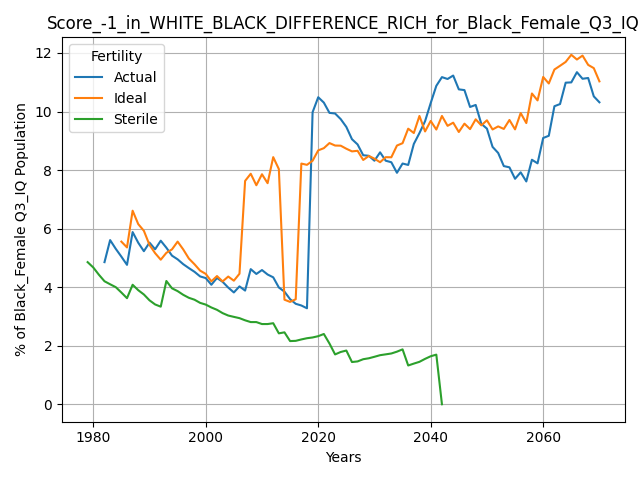 Score_-1_in_WHITE_BLACK_DIFFERENCE_RICH_for_Black_Female_Q3_IQ
Fertility
Actual
Ideal
Sterile
% of Black_Female Q3_IQ Population
12
10
8
6
4
2
0
1980
2000
2020
2040
2060
Years